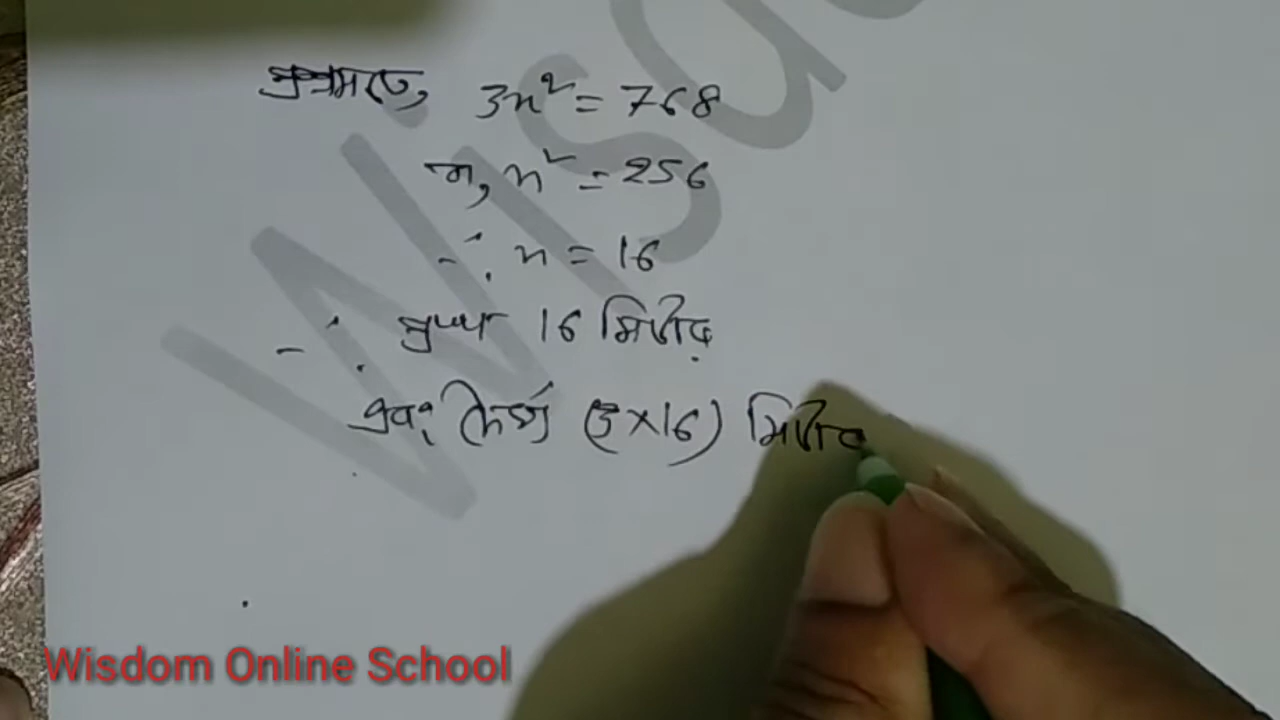 প্রশ্নমতে, 3x² = 768
বা, x² = 256
∴ x = 16
∴ প্রস্থ 16 মিটার
এবং দৈর্ঘ্য (3×16) মিটার
Wisdom Online School